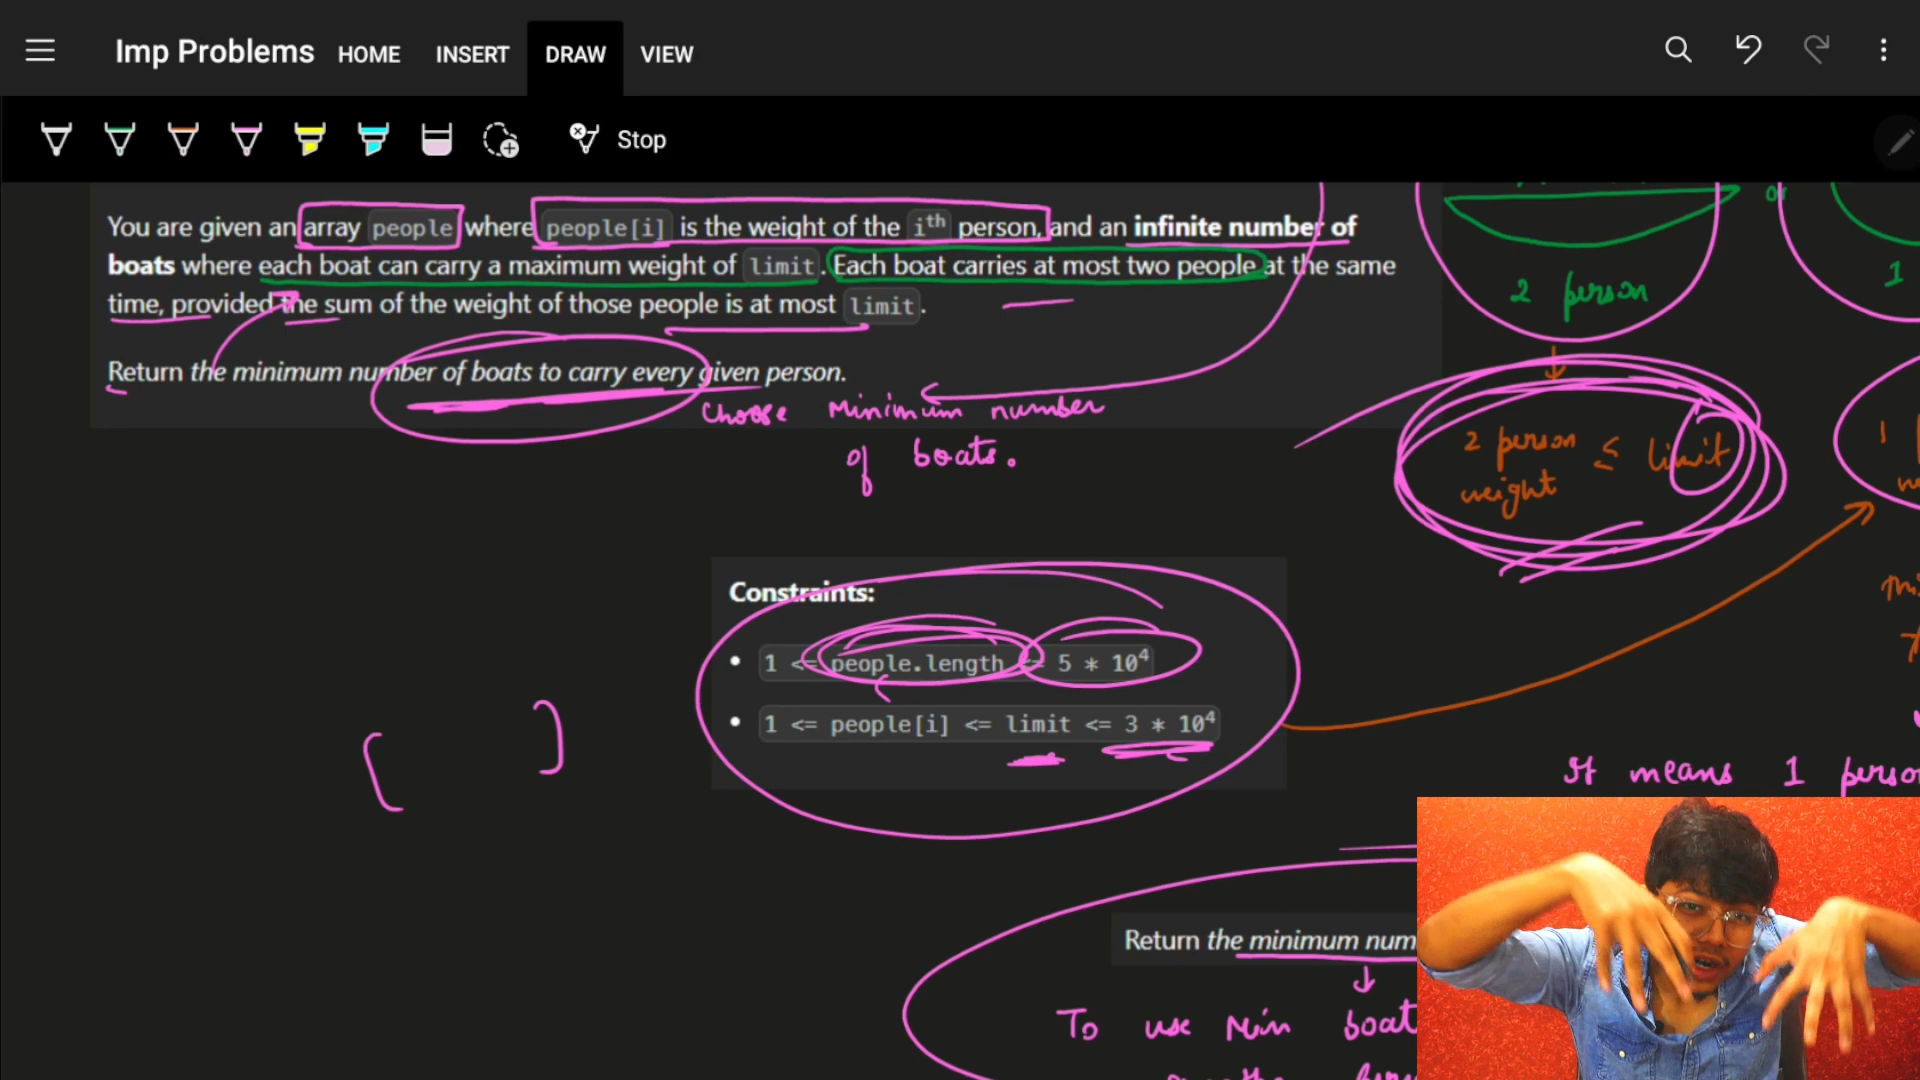 Imp Problems HOME INSERT DRAW VIEW
Stop
You are given an array people where people[i] is the weight of the ith person, and an infinite number of
boats where each boat can carry a maximum weight of limit. Each boat carries at most two people at the same
time, provided the sum of the weight of those people is at most limit.
Return the minimum number of boats to carry every given person.
choose minimum number
of boats.
or
2 person
1
2 person weight ≤ limit
1
Constraints:
1 <= people.length <= 5 * 10^4
1 <= people[i] <= limit <= 3 * 10^4
[ ]
It means 1 person
Return the minimum num
To use Min boat